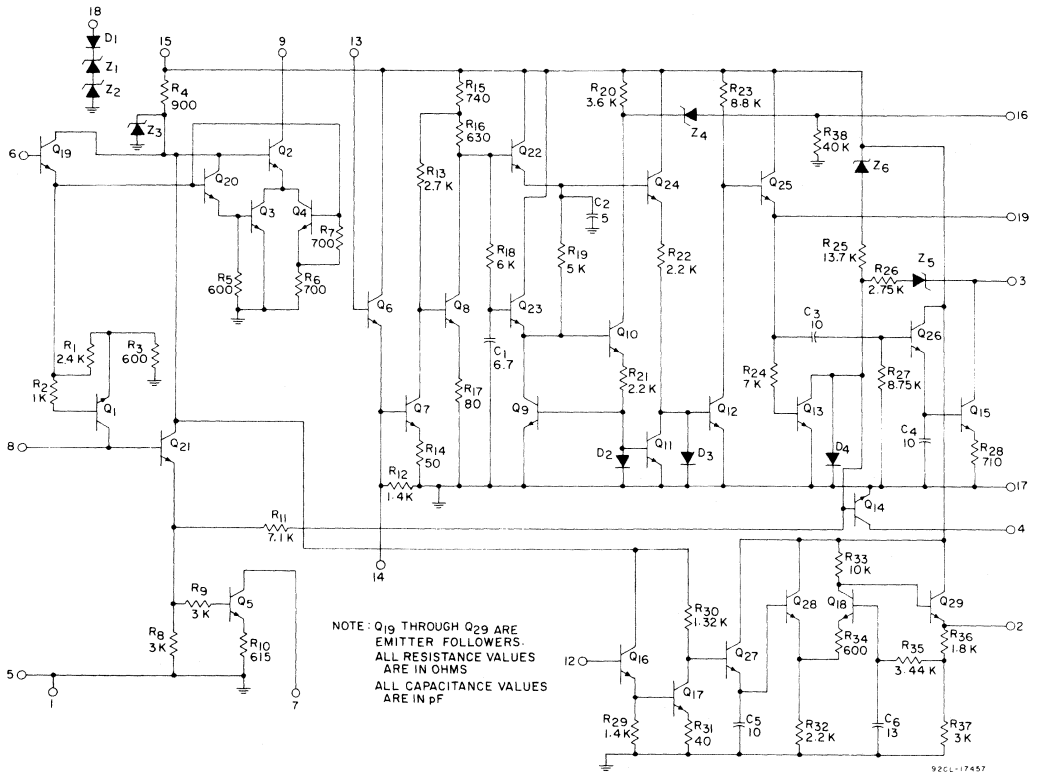 18
D1
Z1
Z2
15
9
13
R4
900
Z3
6
Q19
Q2
Q20
Q3
Q4
R7
700
R5
600
R6
700
R15
740
R16
630
R13
2.7 K
Q22
R18
6 K
C2
5
R19
5 K
R20
3.6 K
Z4
Q24
R22
2.2 K
R23
8.8 K
Q25
R38
40 K
16
Z6
19
R25
13.7 K
R26
2.75 K
Z5
3
Q6
Q8
Q23
Q10
C1
6.7
C3
10
Q26
R1
2.4 K
R3
600
R2
1 K
Q1
R17
80
R21
2.2 K
R24
7 K
R27
8.75 K
8
Q21
Q7
R14
50
Q9
D2
Q11
D3
Q12
Q13
D4
C4
10
Q15
R28
710
R12
1.4 K
17
Q14
4
R11
7.1 K
14
R9
3 K
Q5
R8
3 K
R10
615
5
1
7
NOTE: Q19 THROUGH Q29 ARE
EMITTER FOLLOWERS.
ALL RESISTANCE VALUES
ARE IN OHMS
ALL CAPACITANCE VALUES
ARE IN pF
12
Q16
R30
1.32 K
Q27
Q17
R29
1.4 K
R31
40
C5
10
Q28
Q18
R33
10 K
R34
600
Q29
2
R36
1.8 K
R35
3.44 K
R32
2.2 K
C6
13
R37
3 K
92CL-17457